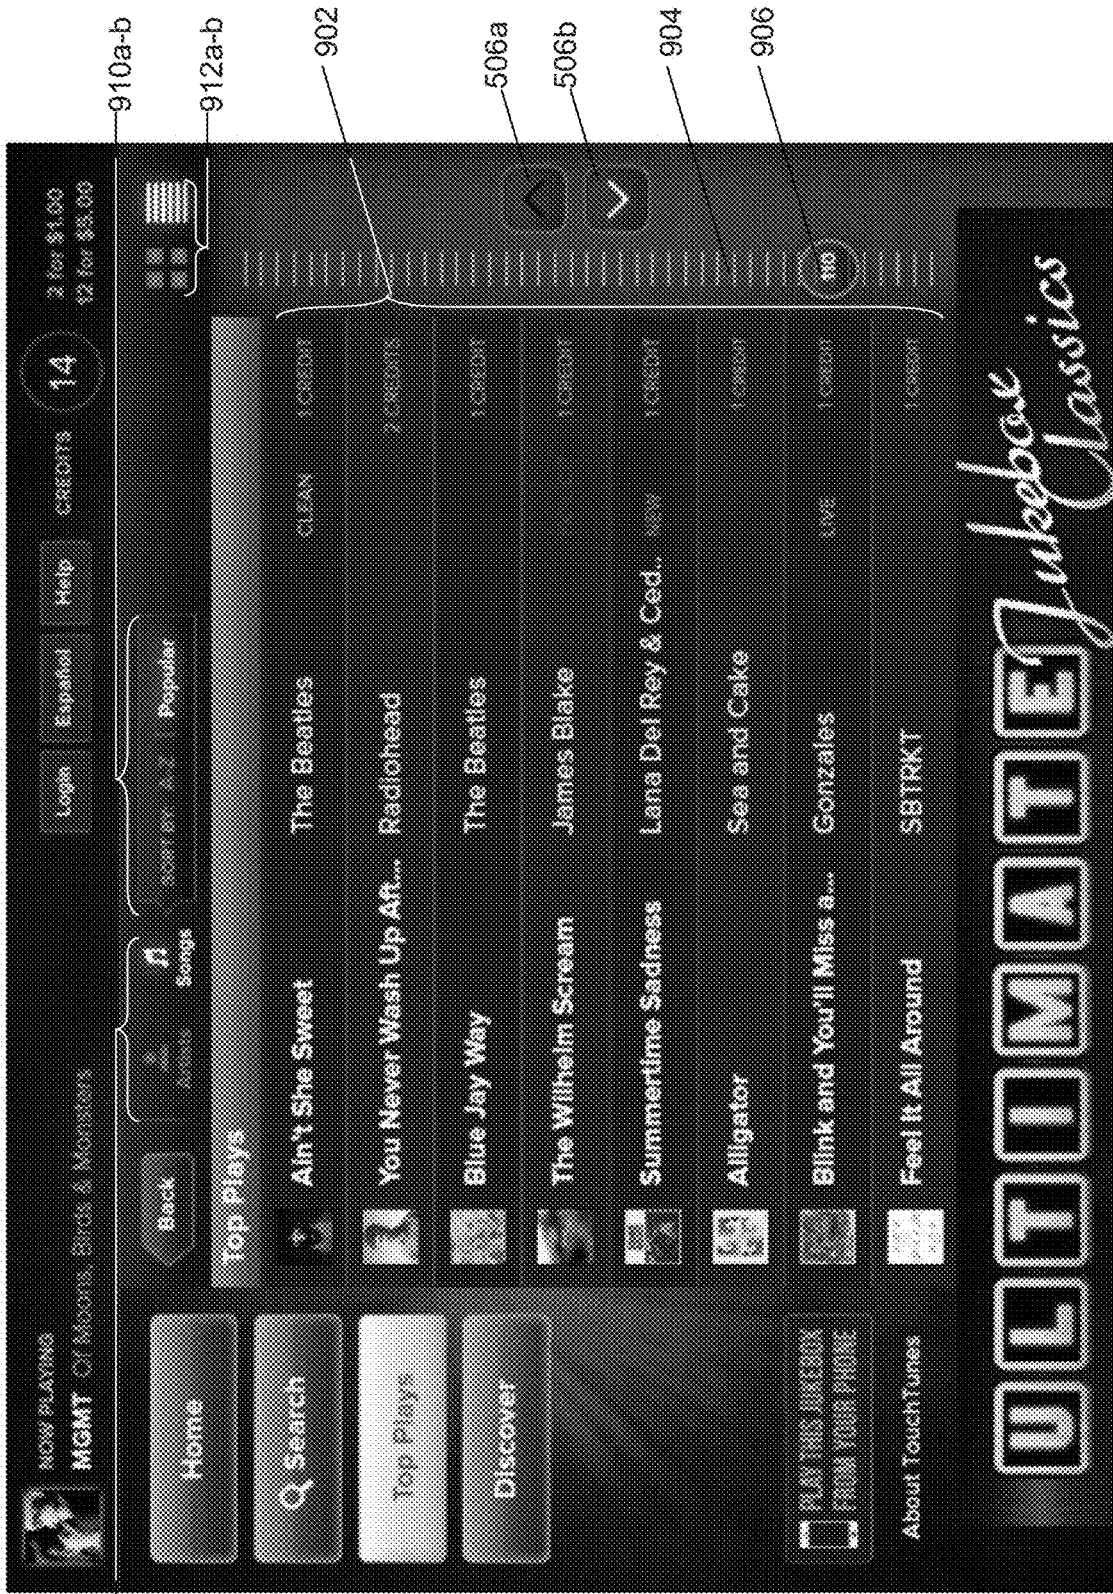 910a-b
912a-b
902
506a
506b
904
906
NOW PLAYING
MGMT Of Moons, Birds & Monsters
Login Español Help CREDITS 14
2 for $1.00
12 for $5.00
Back Artists Songs SORT BY: A-Z Popular
Home
Search
Top Plays
Discover
PLAY THIS JUKEBOX
FROM YOUR PHONE
About TouchTunes
Top Plays
Ain't She Sweet The Beatles CLEAN 1 CREDIT
You Never Wash Up Aft... Radiohead 2 CREDITS
Blue Jay Way The Beatles 1 CREDIT
The Wilhelm Scream James Blake 1 CREDIT
Summertime Sadness Lana Del Rey & Ced... NEW 1 CREDIT
Alligator Sea and Cake 1 CREDIT
Blink and You'll Miss a... Gonzales LIVE 1 CREDIT
Feel It All Around SBTRKT 1 CREDIT
110
ULTIMATE Jukebox
Classics